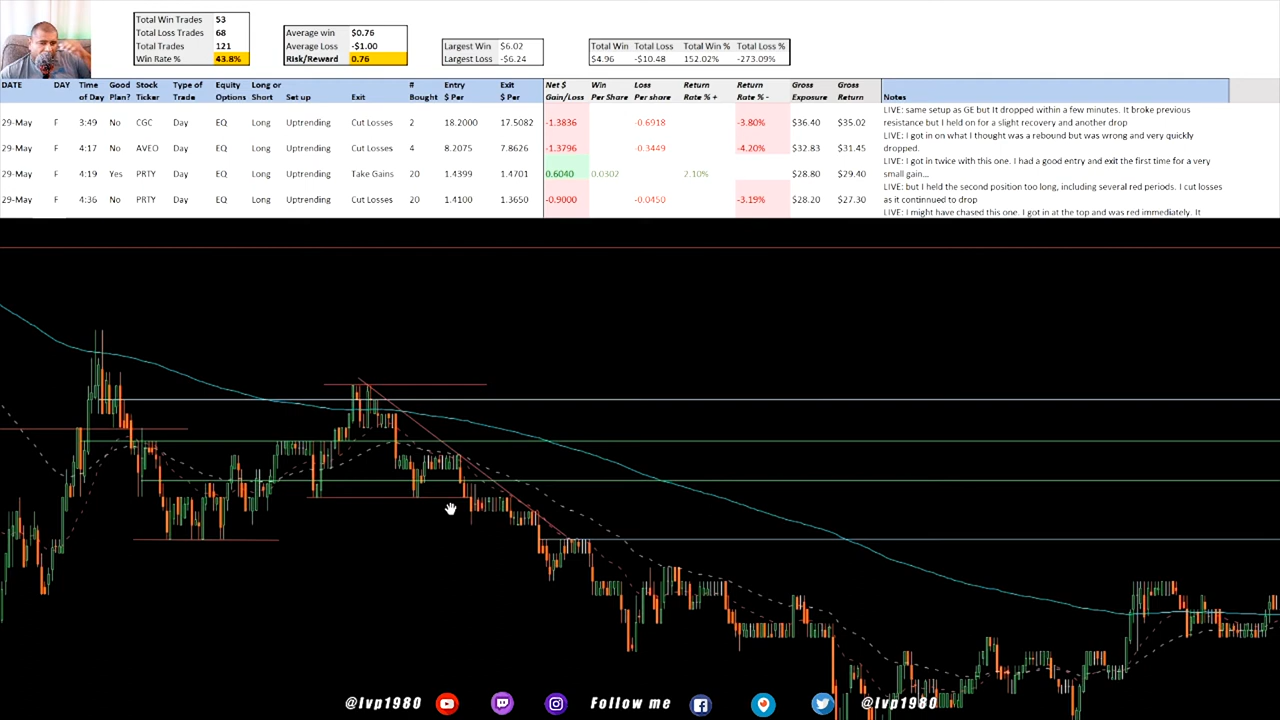 Total Win Trades 53
Total Loss Trades 68
Total Trades 121
Win Rate % 43.8%
Average win $0.76
Average Loss -$1.00
Risk/Reward 0.76
Largest Win $6.02
Largest Loss -$6.24
Total Win Total Loss Total Win % Total Loss %
$4.96 -$10.48 152.02% -273.09%
DATE DAY Time of Day Good Plan? Stock Ticker Type of Trade Equity Options Long or Short Set up Exit # Bought Entry $ Per Exit $ Per Net $ Gain/Loss Win Per Share Loss Per share Return Rate % + Return Rate % - Gross Exposure Gross Return Notes
29-May F 3:49 No CGC Day EQ Long Uptrending Cut Losses 2 18.2000 17.5082 -1.3836 -0.6918 -3.80% $36.40 $35.02 LIVE: same setup as GE but It dropped within a few minutes. It broke previous
resistance but I held on for a slight recovery and another drop
29-May F 4:17 No AVEO Day EQ Long Uptrending Cut Losses 4 8.2075 7.8626 -1.3796 -0.3449 -4.20% $32.83 $31.45 LIVE: I got in on what I thought was a rebound but was wrong and very quickly
dropped.
29-May F 4:19 Yes PRTY Day EQ Long Uptrending Take Gains 20 1.4399 1.4701 0.6040 0.0302 2.10% $28.80 $29.40 LIVE: I got in twice with this one. I had a good entry and exit the first time for a very
small gain...
29-May F 4:36 No PRTY Day EQ Long Uptrending Cut Losses 20 1.4100 1.3650 -0.9000 -0.0450 -3.19% $28.20 $27.30 LIVE: but I held the second position too long, including several red periods. I cut losses
as it continnued to drop
LIVE: I might have chased this one. I got in at the top and was red immediately. It
@lvp1980 Follow me @lvp1980